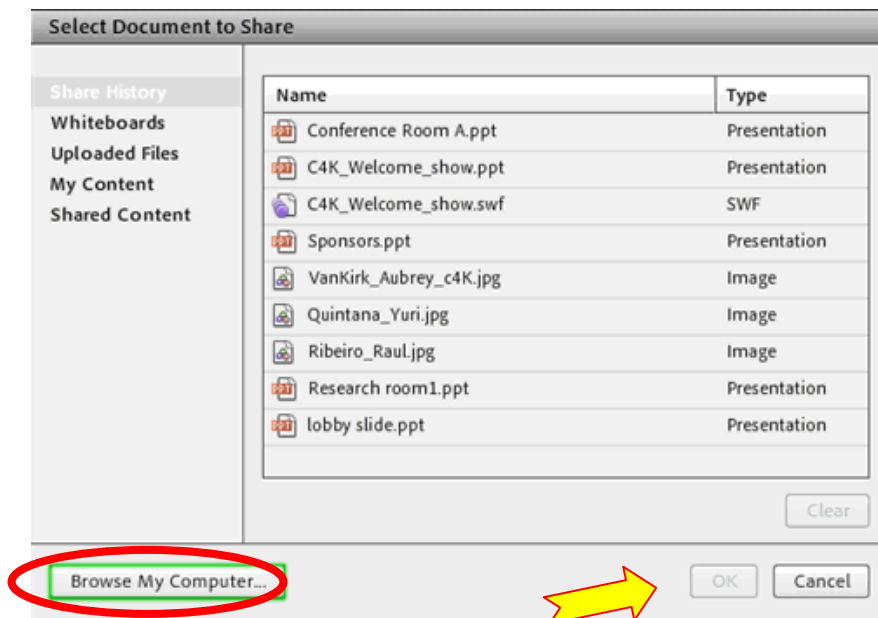 Select Document to Share
Share History
Whiteboards
Uploaded Files
My Content
Shared Content
Name Type
Conference Room A.ppt Presentation
C4K_Welcome_show.ppt Presentation
C4K_Welcome_show.swf SWF
Sponsors.ppt Presentation
VanKirk_Aubrey_c4K.jpg Image
Quintana_Yuri.jpg Image
Ribeiro_Raul.jpg Image
Research room1.ppt Presentation
lobby slide.ppt Presentation
Clear
Browse My Computer... OK Cancel